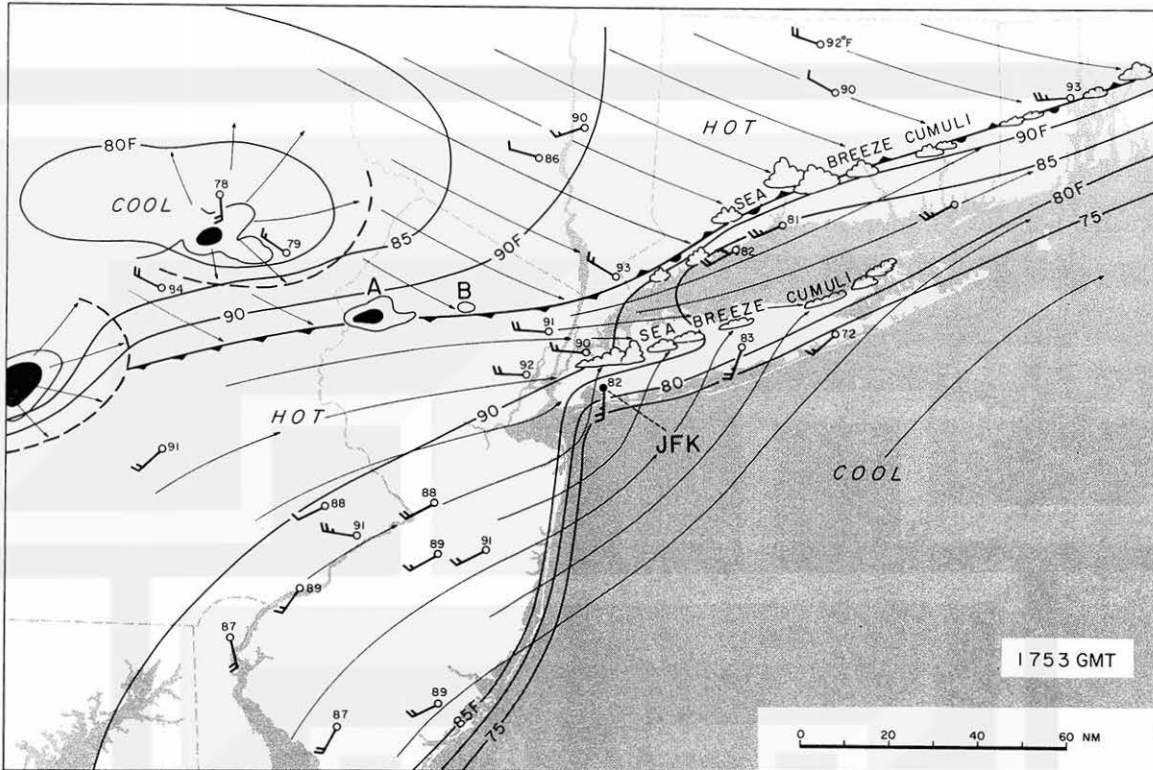 92°F
90
93
90
HOT
86
80F
78
COOL
79
SEA BREEZE CUMULI
90F
85
80F
75
81
82
85
90F
94
93
90
A
B
91
90
SEA BREEZE CUMULI
83
72
92
82
80
90
JFK
HOT
91
COOL
88
88
91
89
91
89
87
1753 GMT
89
87
85F
75
0 20 40 60 NM